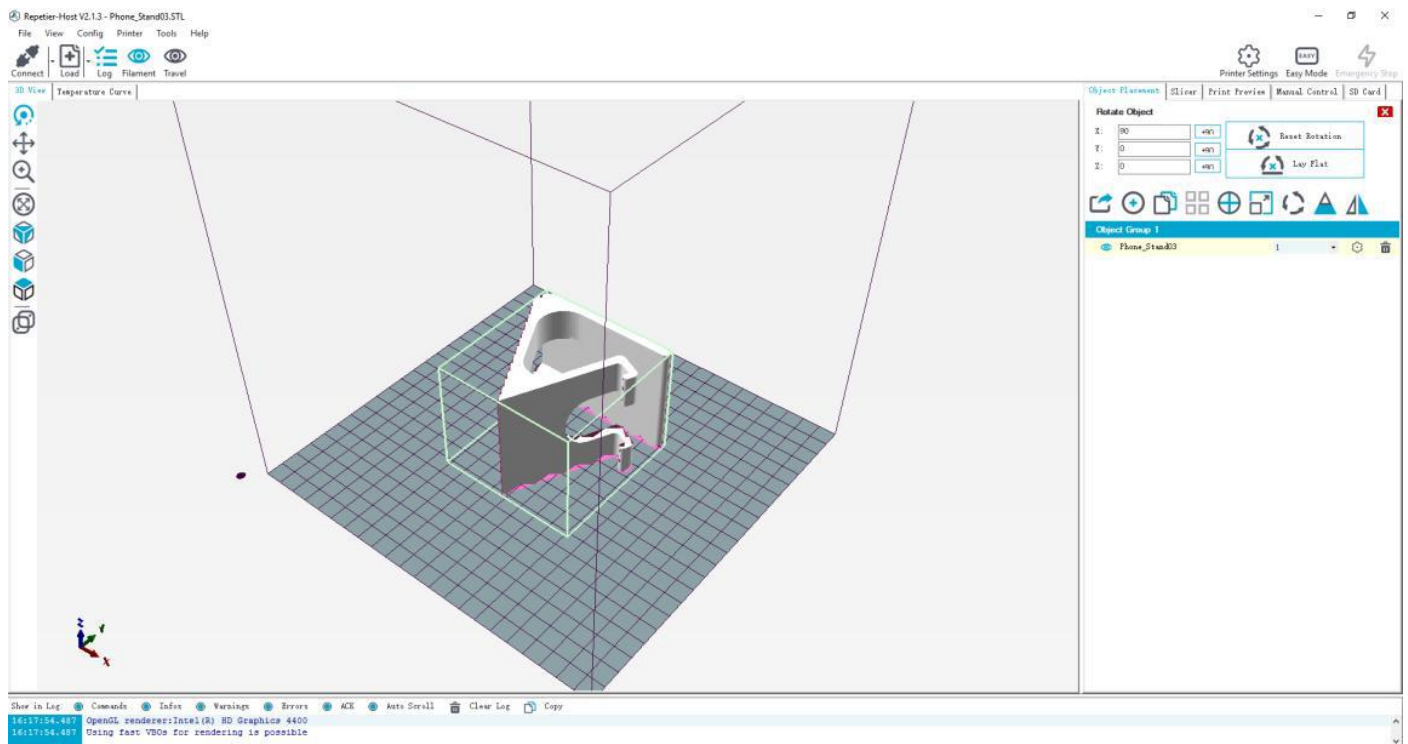 Repetier-Host V2.1.3 - Phone_Stand03.STL
File View Config Printer Tools Help
Connect Load Log Filament Travel Printer Settings Easy Mode Emergency Stop
EASY
3D View Temperature Curve Object Placement Slicer Print Preview Manual Control SD Card
Rotate Object
X: 90 +90 Reset Rotation
Y: 0 +90
Z: 0 +90 Lay Flat
Object Group 1
Phone_Stand03 1
Z Y
X
Show in Log Commands Infos Warnings Errors ACK Auto Scroll Clear Log Copy
16:17:54.487 OpenGL renderer:Intel(R) HD Graphics 4400
16:17:54.487 Using fast VBOs for rendering is possible